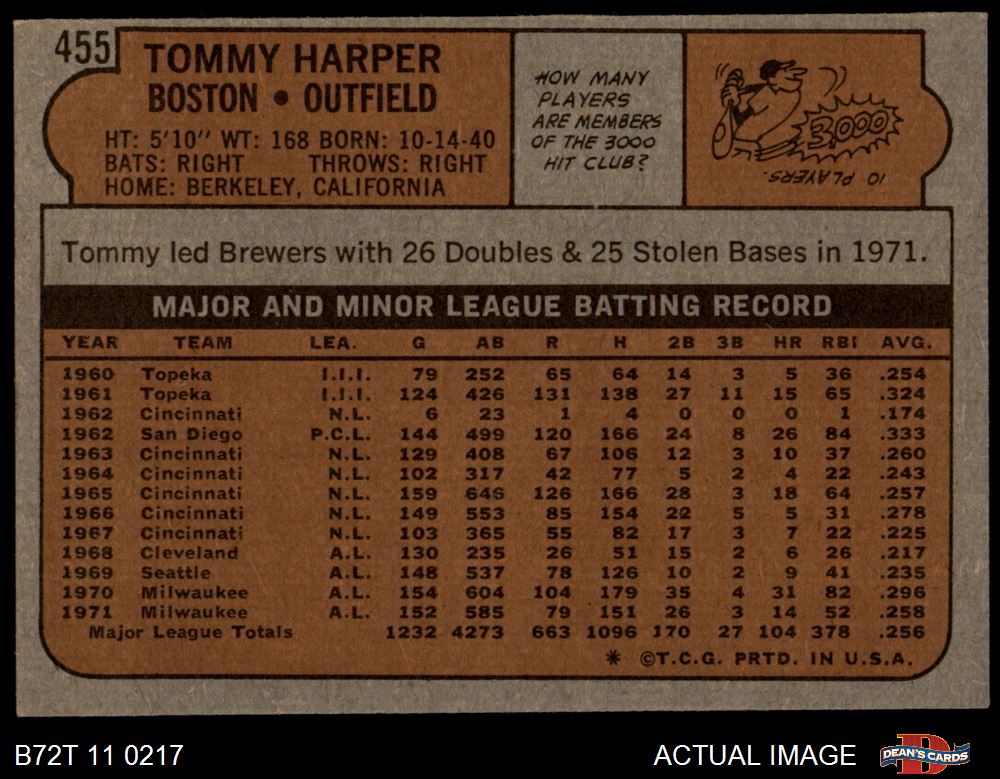 455
TOMMY HARPER
BOSTON • OUTFIELD
HT: 5'10" WT: 168 BORN: 10-14-40
BATS: RIGHT THROWS: RIGHT
HOME: BERKELEY, CALIFORNIA
HOW MANY
PLAYERS
ARE MEMBERS
OF THE 3000
HIT CLUB?
3,000
10 PLAYERS.
Tommy led Brewers with 26 Doubles & 25 Stolen Bases in 1971.
MAJOR AND MINOR LEAGUE BATTING RECORD
YEAR TEAM LEA. G AB R H 2B 3B HR RBI AVG.
1960 Topeka I.I.I. 79 252 65 64 14 3 5 36 .254
1961 Topeka I.I.I. 124 426 131 138 27 11 15 65 .324
1962 Cincinnati N.L. 6 23 1 4 0 0 0 1 .174
1962 San Diego P.C.L. 144 499 120 166 24 8 26 84 .333
1963 Cincinnati N.L. 129 408 67 106 12 3 10 37 .260
1964 Cincinnati N.L. 102 317 42 77 5 2 4 22 .243
1965 Cincinnati N.L. 159 646 126 166 28 3 18 64 .257
1966 Cincinnati N.L. 149 553 85 154 22 5 5 31 .278
1967 Cincinnati N.L. 103 365 55 82 17 3 7 22 .225
1968 Cleveland A.L. 130 235 26 51 15 2 6 26 .217
1969 Seattle A.L. 148 537 78 126 10 2 9 41 .235
1970 Milwaukee A.L. 154 604 104 179 35 4 31 82 .296
1971 Milwaukee A.L. 152 585 79 151 26 3 14 52 .258
Major League Totals 1232 4273 663 1096 170 27 104 378 .256
* ©T.C.G. PRTD. IN U.S.A.
B72T 11 0217
ACTUAL IMAGE
DEAN'S CARDS